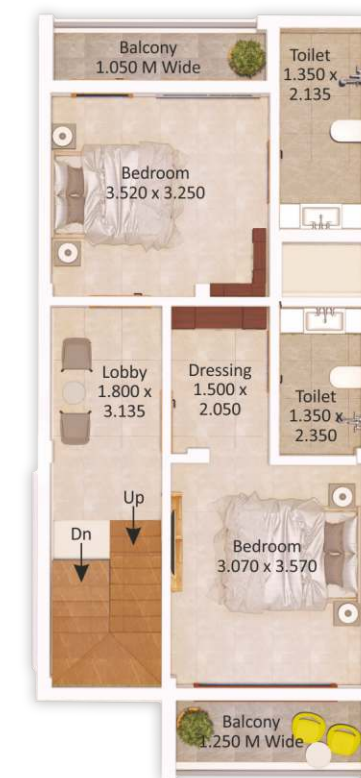 Balcony
1.050 M Wide
Toilet
1.350 x
2.135
Bedroom
3.520 x 3.250
Lobby
1.800 x
3.135
Dressing
1.500 x
2.050
Toilet
1.350 x
2.350
Up
Dn
Bedroom
3.070 x 3.570
Balcony
1.250 M Wide